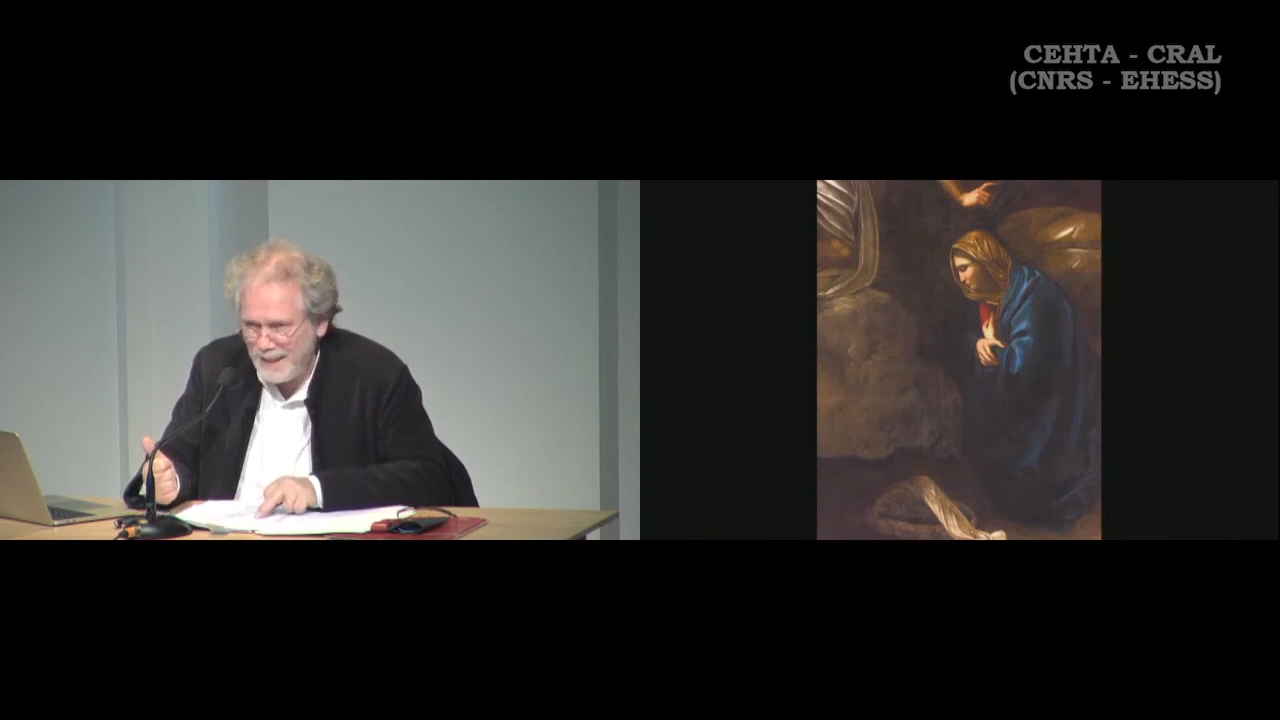 CEHTA - CRAL
(CNRS - EHESS)